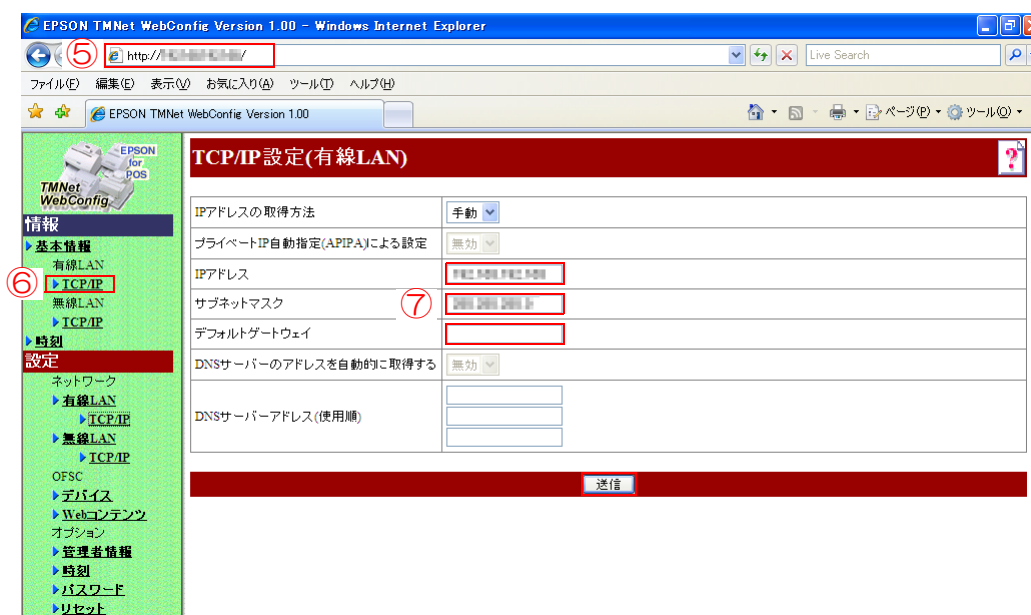 EPSON TMNet WebConfig Version 1.00 - Windows Internet Explorer
⑤
http://
Live Search
ファイル(F) 編集(E) 表示(V) お気に入り(A) ツール(T) ヘルプ(H)
EPSON TMNet WebConfig Version 1.00
ページ(P) ツール(O)
EPSON
for
POS
TMNet
WebConfig
情報
基本情報
有線LAN
⑥
TCP/IP
無線LAN
TCP/IP
時刻
設定
ネットワーク
有線LAN
TCP/IP
無線LAN
TCP/IP
OFSC
デバイス
Webコンテンツ
オプション
管理者情報
時刻
パスワード
リセット
TCP/IP設定(有線LAN)
?
IPアドレスの取得方法 手動
プライベートIP自動指定(APIPA)による設定 無効
IPアドレス
サブネットマスク ⑦
デフォルトゲートウェイ
DNSサーバーのアドレスを自動的に取得する 無効
DNSサーバーアドレス(使用順)
送信